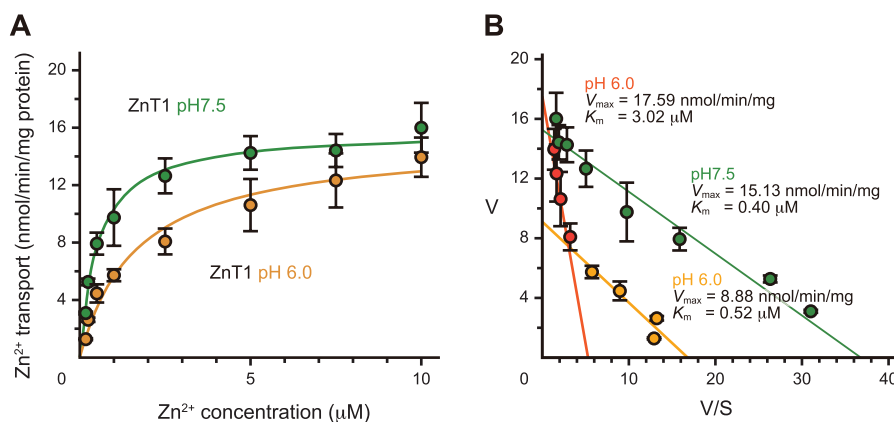 A
Zn²⁺ transport (nmol/min/mg protein)
20
16
12
8
4
0
5
10
Zn²⁺ concentration (μM)
ZnT1 pH7.5
ZnT1 pH 6.0
B
V
20
16
12
8
4
0
10
20
30
40
V/S
pH 6.0
Vmax = 17.59 nmol/min/mg
Km = 3.02 μM
pH7.5
Vmax = 15.13 nmol/min/mg
Km = 0.40 μM
pH 6.0
Vmax = 8.88 nmol/min/mg
Km = 0.52 μM